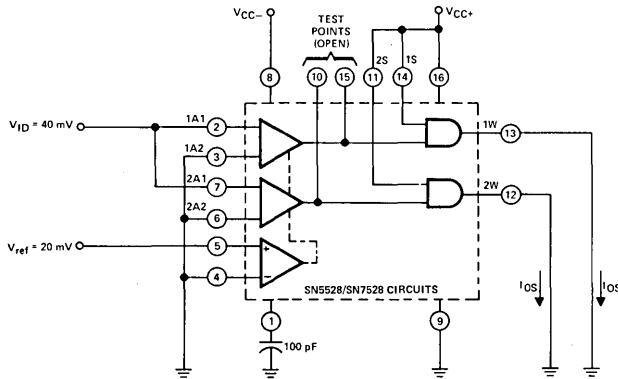 VCC−
TEST
POINTS
(OPEN)
VCC+
2S
1S
8
10
15
11
14
16
VID = 40 mV
1A1
2
1W
13
1A2
3
2A1
7
2W
12
2A2
6
Vref = 20 mV
5
+
4
−
IOS
IOS
SN5528/SN7528 CIRCUITS
1
9
100 pF